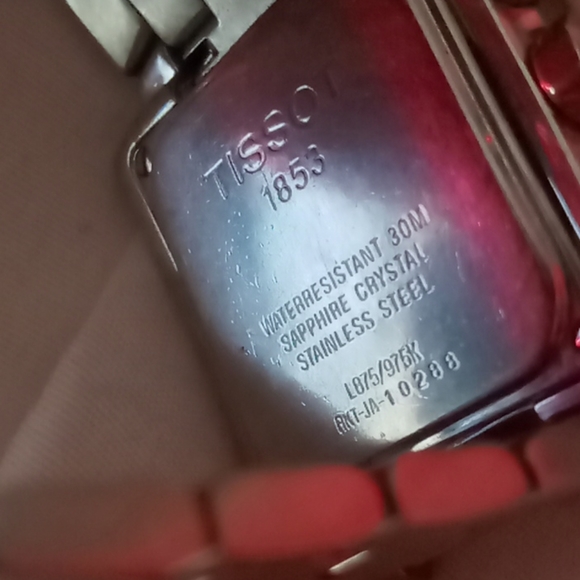 TISSOT
1853
WATERRESISTANT 30M
SAPPHIRE CRYSTAL
STAINLESS STEEL
L875/975K
RKT-JA-10288